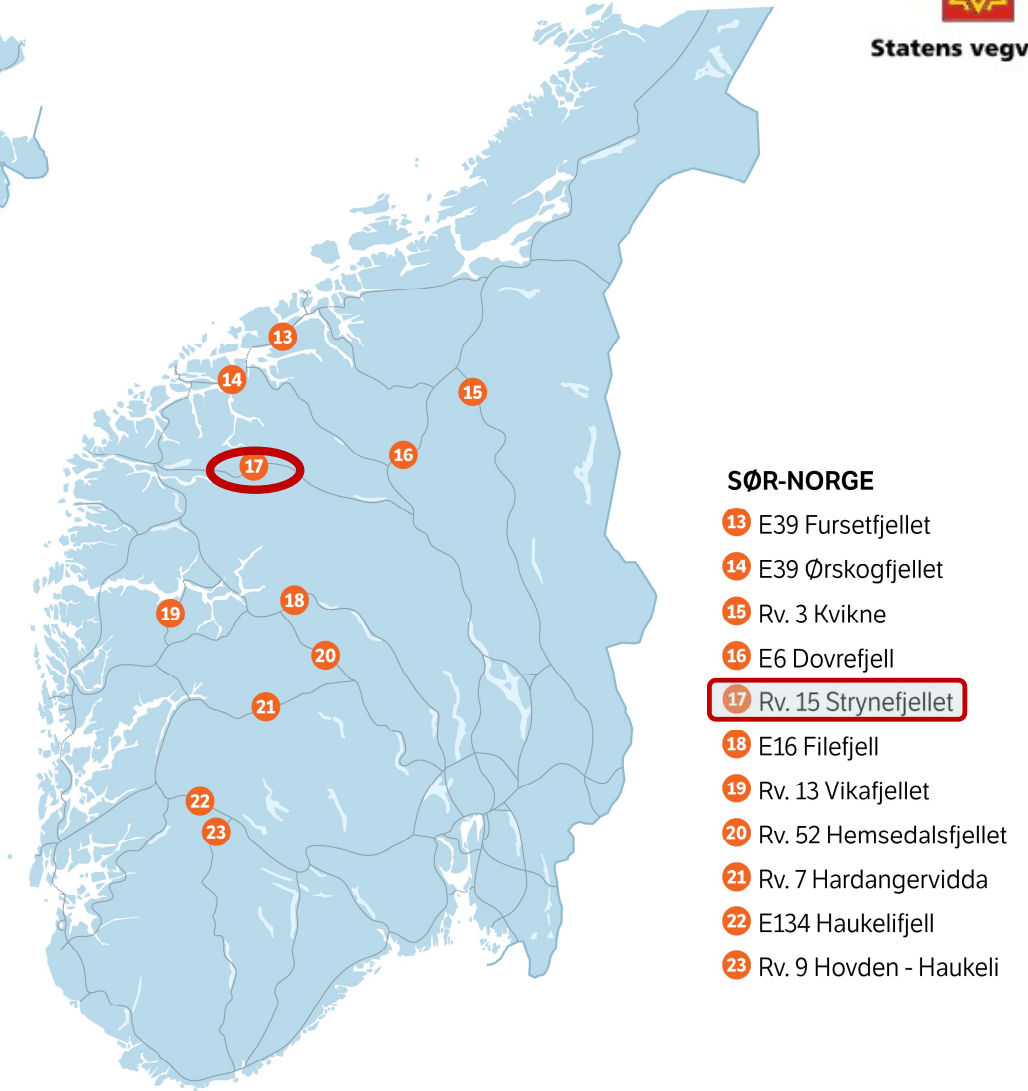 Statens vegv
13
14
15
16
17
18
19
20
21
22
23
SØR-NORGE
13 E39 Fursetfjellet
14 E39 Ørskogfjellet
15 Rv. 3 Kvikne
16 E6 Dovrefjell
17 Rv. 15 Strynefjellet
18 E16 Filefjell
19 Rv. 13 Vikafjellet
20 Rv. 52 Hemsedalsfjellet
21 Rv. 7 Hardangervidda
22 E134 Haukelifjell
23 Rv. 9 Hovden - Haukeli